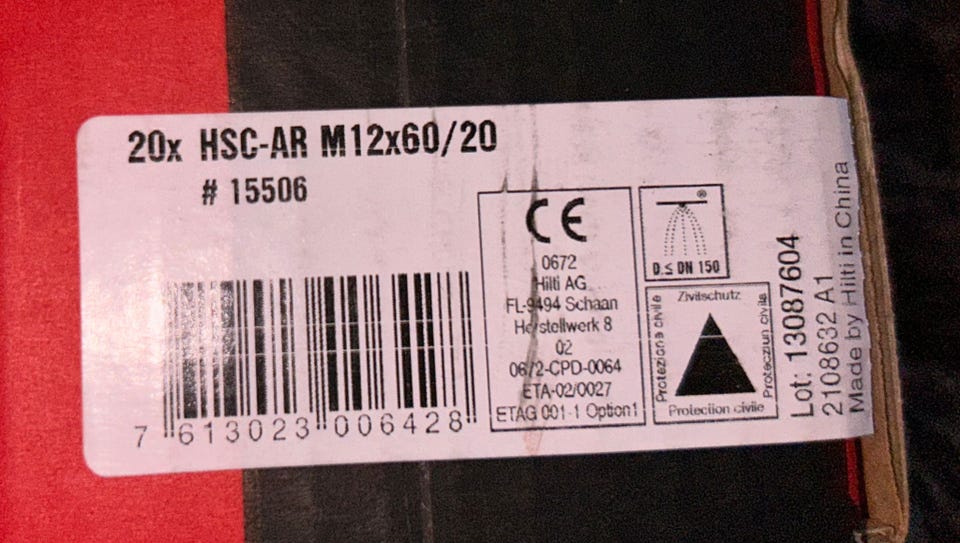 20x HSC-AR M12x60/20
# 15506
7 613023 006428
CE
0672
Hilti AG
FL-9494 Schaan
Herstellwerk 8
02
0672-CPD-0064
ETA-02/0027
ETAG 001-1 Option1
®
D.≤ DN 150
Zivilschutz
Protezione civile
Protecziun civila
Protection civile
Lot: 13087604
2108632 A1
Made by Hilti in China